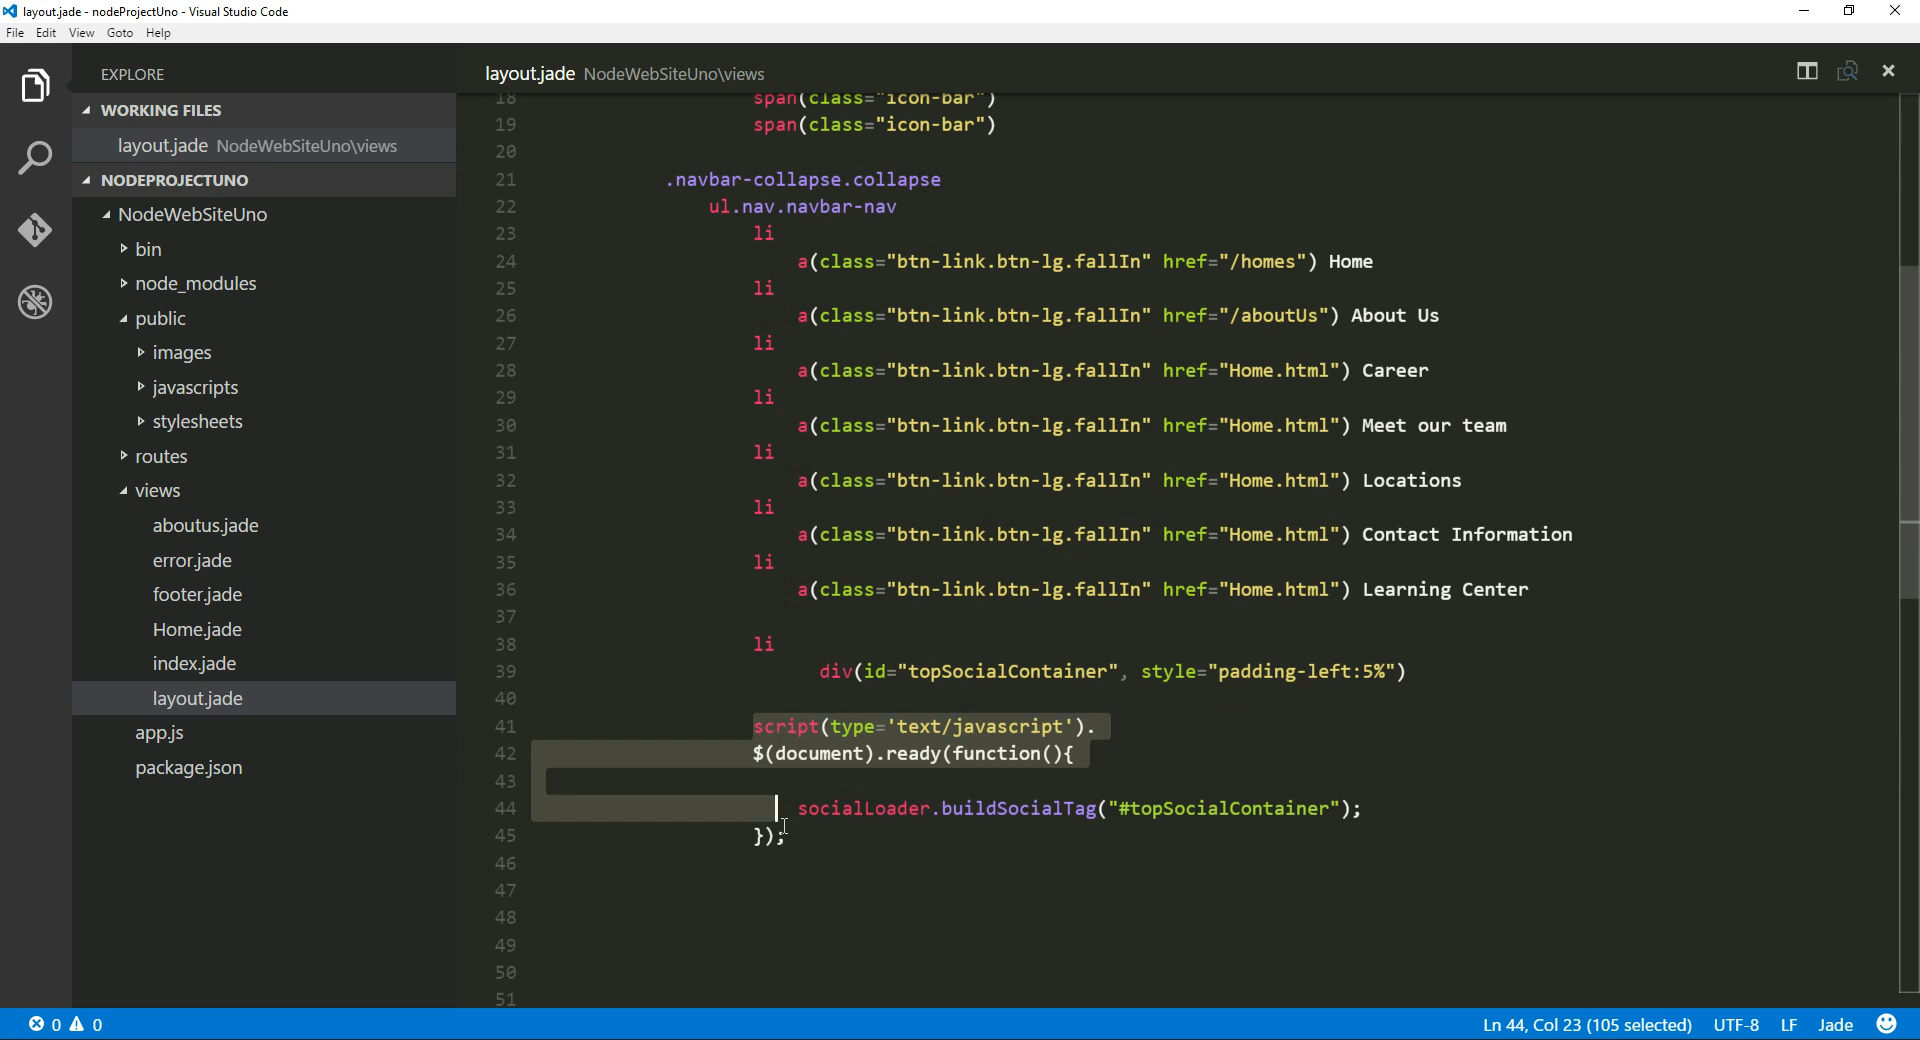 layout.jade - nodeProjectUno - Visual Studio Code
File Edit View Goto Help
EXPLORE
WORKING FILES
layout.jade NodeWebSiteUno\views
NODEPROJECTUNO
NodeWebSiteUno
bin
node_modules
public
images
javascripts
stylesheets
routes
views
aboutus.jade
error.jade
footer.jade
Home.jade
index.jade
layout.jade
app.js
package.json
layout.jade NodeWebSiteUno\views
18 span(class="icon-bar")
19 span(class="icon-bar")
20
21 .navbar-collapse.collapse
22 ul.nav.navbar-nav
23 li
24 a(class="btn-link.btn-lg.fallIn" href="/homes") Home
25 li
26 a(class="btn-link.btn-lg.fallIn" href="/aboutUs") About Us
27 li
28 a(class="btn-link.btn-lg.fallIn" href="Home.html") Career
29 li
30 a(class="btn-link.btn-lg.fallIn" href="Home.html") Meet our team
31 li
32 a(class="btn-link.btn-lg.fallIn" href="Home.html") Locations
33 li
34 a(class="btn-link.btn-lg.fallIn" href="Home.html") Contact Information
35 li
36 a(class="btn-link.btn-lg.fallIn" href="Home.html") Learning Center
37
38 li
39 div(id="topSocialContainer", style="padding-left:5%")
40
41 script(type='text/javascript').
42 $(document).ready(function(){
43
44 socialLoader.buildSocialTag("#topSocialContainer");
45 });
46
47
48
49
50
51
0 0
Ln 44, Col 23 (105 selected) UTF-8 LF Jade